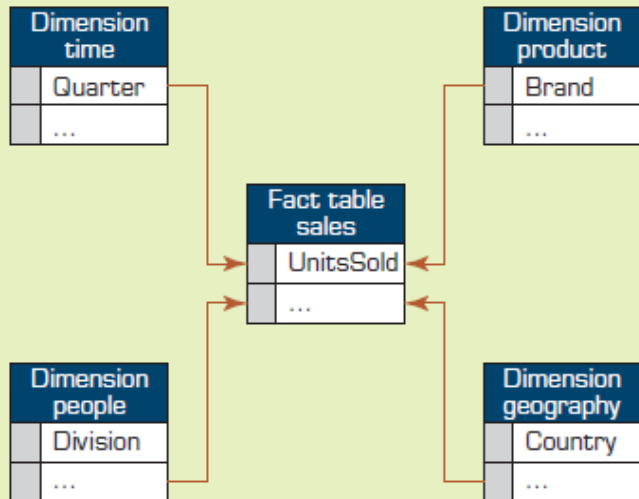 Dimension
time
Quarter
...
Dimension
product
Brand
...
Fact table
sales
UnitsSold
...
Dimension
people
Division
...
Dimension
geography
Country
...